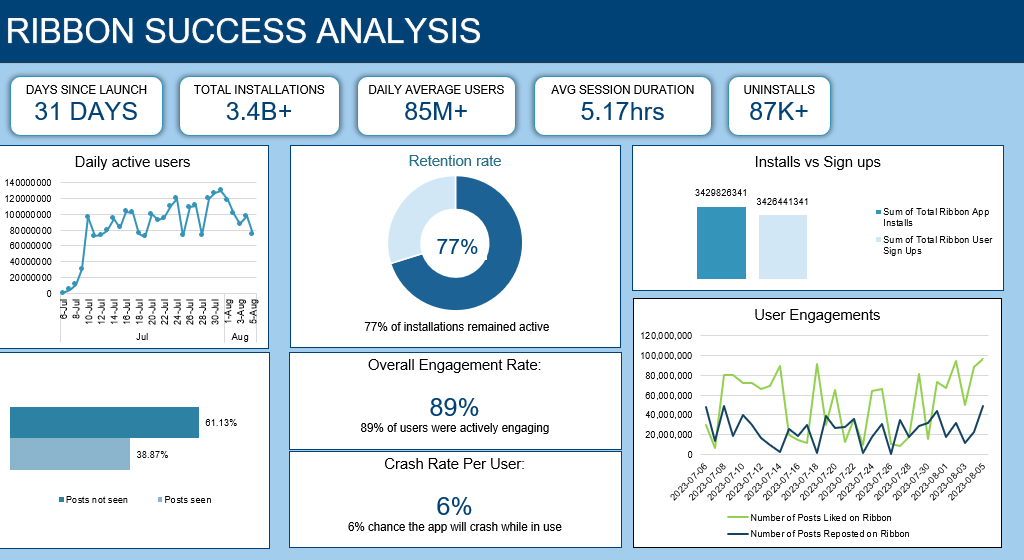 RIBBON SUCCESS ANALYSIS
DAYS SINCE LAUNCH
31 DAYS
TOTAL INSTALLATIONS
3.4B+
DAILY AVERAGE USERS
85M+
AVG SESSION DURATION
5.17hrs
UNINSTALLS
87K+
Daily active users
140000000
120000000
100000000
80000000
60000000
40000000
20000000
0
6-Jul
8-Jul
10-Jul
12-Jul
14-Jul
16-Jul
18-Jul
20-Jul
22-Jul
24-Jul
26-Jul
28-Jul
30-Jul
1-Aug
3-Aug
5-Aug
Jul
Aug
Retention rate
77%
77% of installations remained active
Installs vs Sign ups
3429826341
3426441341
Sum of Total Ribbon App
Installs
Sum of Total Ribbon User
Sign Ups
61.13%
38.87%
Posts not seen
Posts seen
Overall Engagement Rate:
89%
89% of users were actively engaging
Crash Rate Per User:
6%
6% chance the app will crash while in use
User Engagements
120,000,000
100,000,000
80,000,000
60,000,000
40,000,000
20,000,000
0
2023-07-06
2023-07-08
2023-07-10
2023-07-12
2023-07-14
2023-07-16
2023-07-18
2023-07-20
2023-07-22
2023-07-24
2023-07-26
2023-07-28
2023-07-30
2023-08-01
2023-08-03
2023-08-05
Number of Posts Liked on Ribbon
Number of Posts Reposted on Ribbon